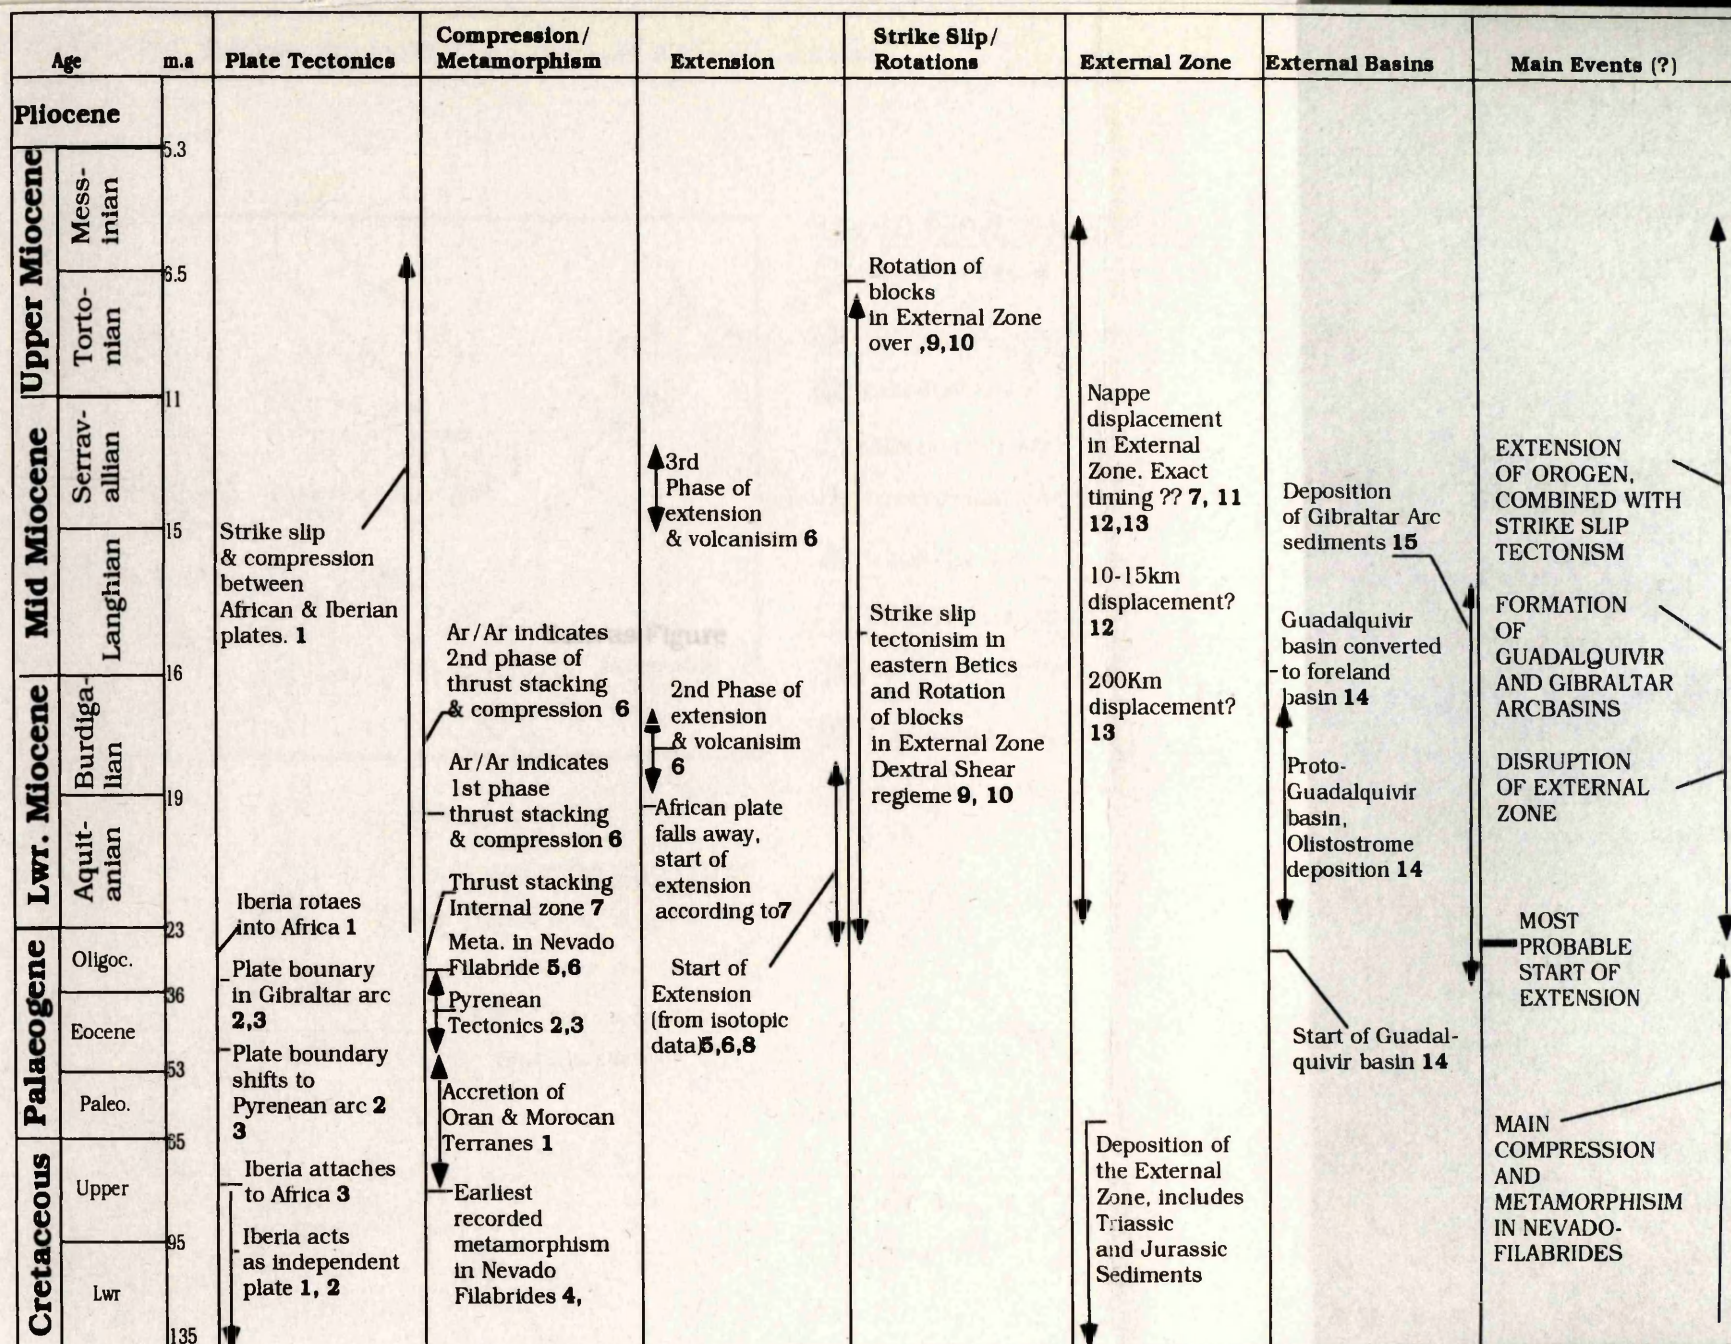 Age
m.a
Plate Tectonics
Compression/
Metamorphism
Extension
Strike Slip/
Rotations
External Zone
External Basins
Main Events (?)
Pliocene
Upper Miocene
Mess-
inian
Torto-
nian
Mid Miocene
Serrav-
allian
Langhian
Lwr. Miocene
Burdiga-
lian
Aquit-
anian
Palaeogene
Oligoc.
Eocene
Paleo.
Cretaceous
Upper
Lwr
5.3
6.5
11
15
16
19
23
36
53
65
95
135
Strike slip
& compression
between
African & Iberian
plates. 1
Iberia rotaes
into Africa 1
Plate bounary
in Gibraltar arc
2,3
Plate boundary
shifts to
Pyrenean arc 2
3
Iberia attaches
to Africa 3
Iberia acts
as independent
plate 1, 2
Ar/Ar indicates
2nd phase of
thrust stacking
& compression 6
Ar/Ar indicates
1st phase
thrust stacking
& compression 6
Thrust stacking
Internal zone 7
Meta. in Nevado
Filabride 5,6
Pyrenean
Tectonics 2,3
Accretion of
Oran & Morocan
Terranes 1
Earliest
recorded
metamorphism
in Nevado
Filabrides 4,
3rd
Phase of
extension
& volcanisim 6
2nd Phase of
extension
& volcanisim
6
African plate
falls away,
start of
extension
according to7
Start of
Extension
(from isotopic
data)5,6,8
Rotation of
blocks
in External Zone
over ,9,10
Strike slip
tectonisim in
eastern Betics
and Rotation
of blocks
in External Zone
Dextral Shear
regieme 9, 10
Nappe
displacement
in External
Zone. Exact
timing ?? 7, 11
12,13
10-15km
displacement?
12
200Km
displacement?
13
Deposition of
the External
Zone, includes
Triassic
and Jurassic
Sediments
Deposition
of Gibraltar Arc
sediments 15
Guadalquivir
basin converted
to foreland
basin 14
Proto-
Guadalquivir
basin,
Olistostrome
deposition 14
Start of Guadal-
quivir basin 14
EXTENSION
OF OROGEN,
COMBINED WITH
STRIKE SLIP
TECTONISM
FORMATION
OF
GUADALQUIVIR
AND GIBRALTAR
ARCBASINS
DISRUPTION
OF EXTERNAL
ZONE
MOST
PROBABLE
START OF
EXTENSION
MAIN
COMPRESSION
AND
METAMORPHISIM
IN NEVADO-
FILABRIDES